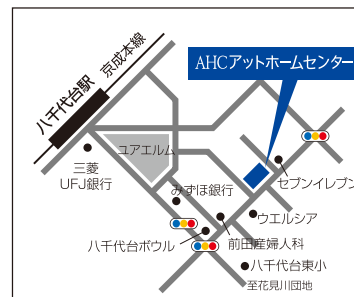 京成本線
八千代台駅
AHCアットホームセンター
ユアエルム
三菱
UFJ銀行
みずほ銀行
セブンイレブン
ウエルシア
八千代台ボウル
前田産婦人科
八千代台東小
至花見川団地